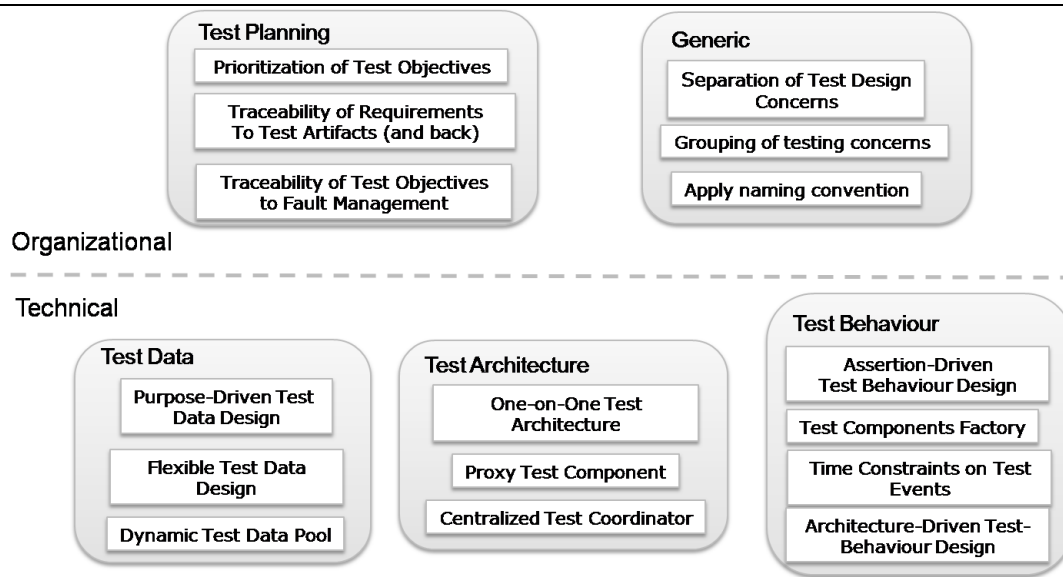 Test Planning
Prioritization of Test Objectives
Traceability of Requirements
To Test Artifacts (and back)
Traceability of Test Objectives
to Fault Management
Generic
Separation of Test Design
Concerns
Grouping of testing concerns
Apply naming convention
Organizational
Technical
Test Data
Purpose-Driven Test
Data Design
Flexible Test Data
Design
Dynamic Test Data Pool
Test Architecture
One-on-One Test
Architecture
Proxy Test Component
Centralized Test Coordinator
Test Behaviour
Assertion-Driven
Test Behaviour Design
Test Components Factory
Time Constraints on Test
Events
Architecture-Driven Test-
Behaviour Design